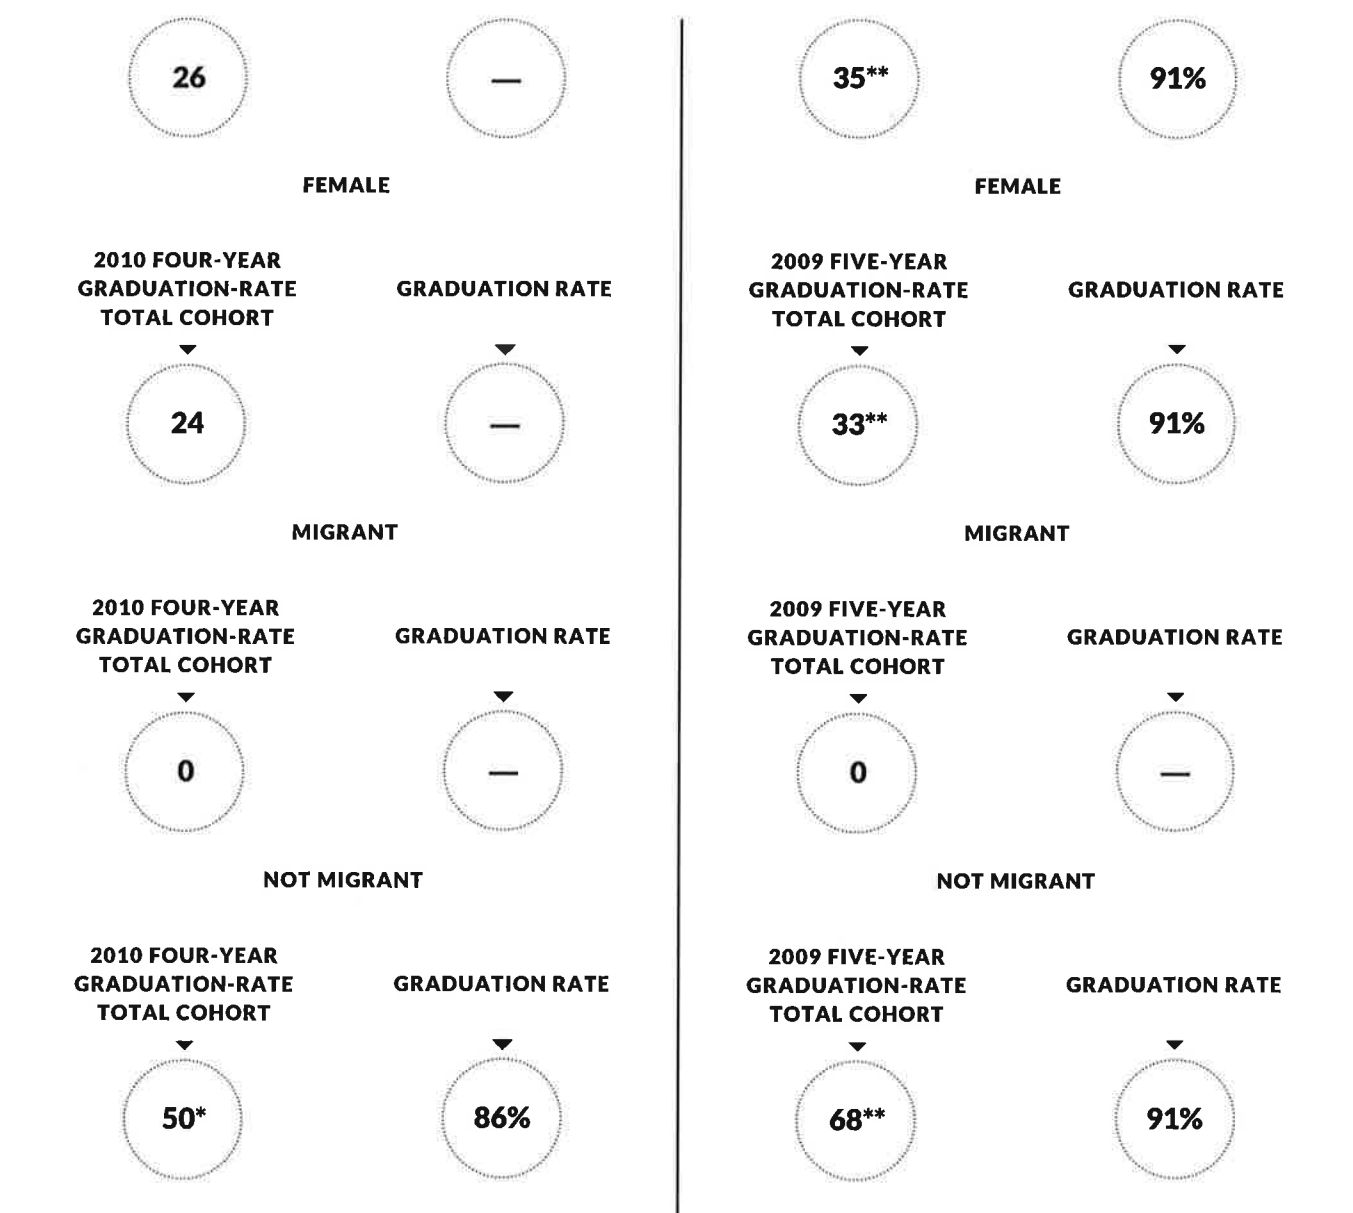 26
—
FEMALE
2010 FOUR-YEAR
GRADUATION-RATE
TOTAL COHORT
GRADUATION RATE
24
—
MIGRANT
2010 FOUR-YEAR
GRADUATION-RATE
TOTAL COHORT
GRADUATION RATE
0
—
NOT MIGRANT
2010 FOUR-YEAR
GRADUATION-RATE
TOTAL COHORT
GRADUATION RATE
50*
86%
35**
91%
FEMALE
2009 FIVE-YEAR
GRADUATION-RATE
TOTAL COHORT
GRADUATION RATE
33**
91%
MIGRANT
2009 FIVE-YEAR
GRADUATION-RATE
TOTAL COHORT
GRADUATION RATE
0
—
NOT MIGRANT
2009 FIVE-YEAR
GRADUATION-RATE
TOTAL COHORT
GRADUATION RATE
68**
91%